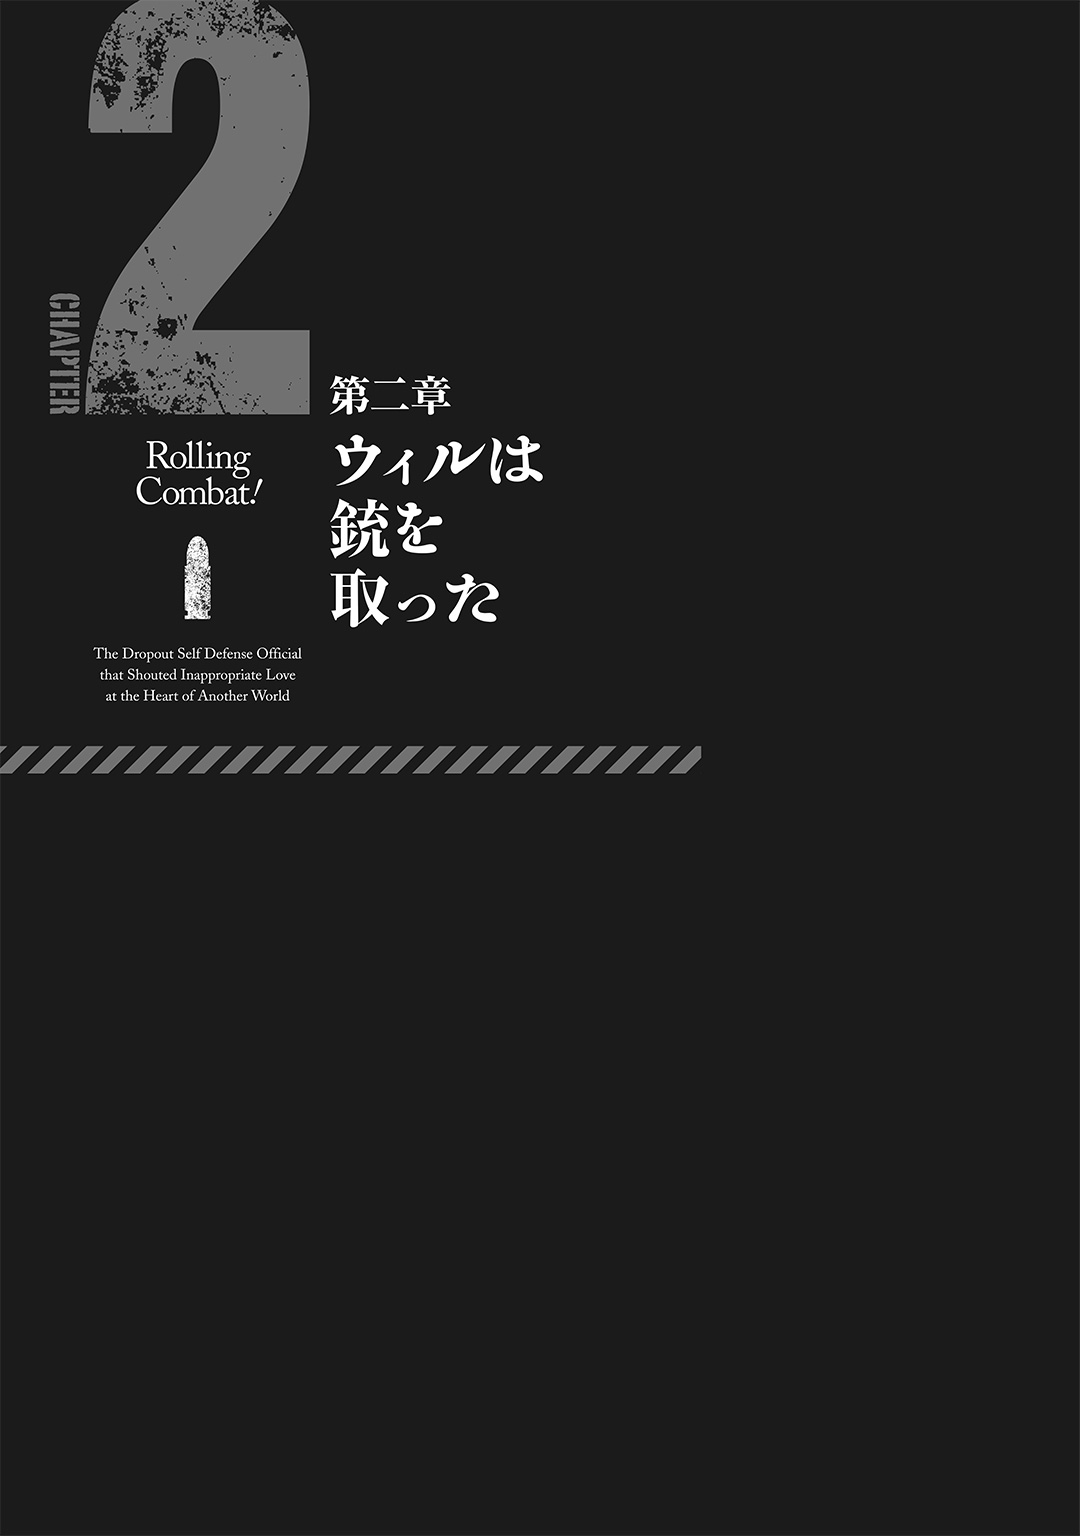 2
CHAPTER
第二章
ウィルは
銃を
取った
Rolling
Combat!
The Dropout Self Defense Official
that Shouted Inappropriate Love
at the Heart of Another World